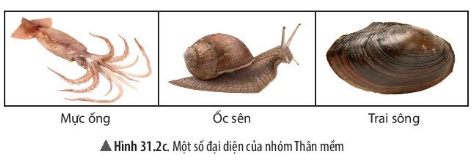 Mực ống
Ốc sên
Trai sông
▲ Hình 31.2c. Một số đại diện của nhóm Thân mềm